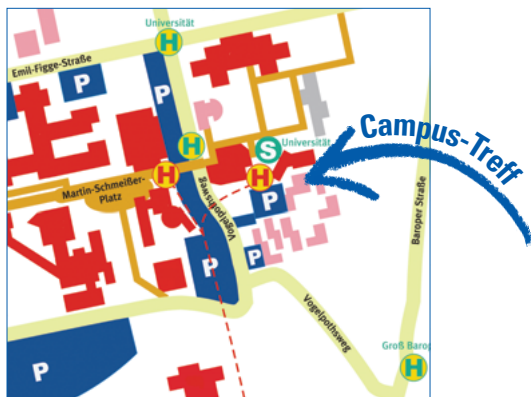 Universität
H
Emil-Figge-Straße
P
P
H
S
Universität
Campus-Treff
Martin-Schmeißer-
Platz
H
H
Vogelpothsweg
P
P
P
Baroper Straße
Vogelpothsweg
Groß Barop
H
P